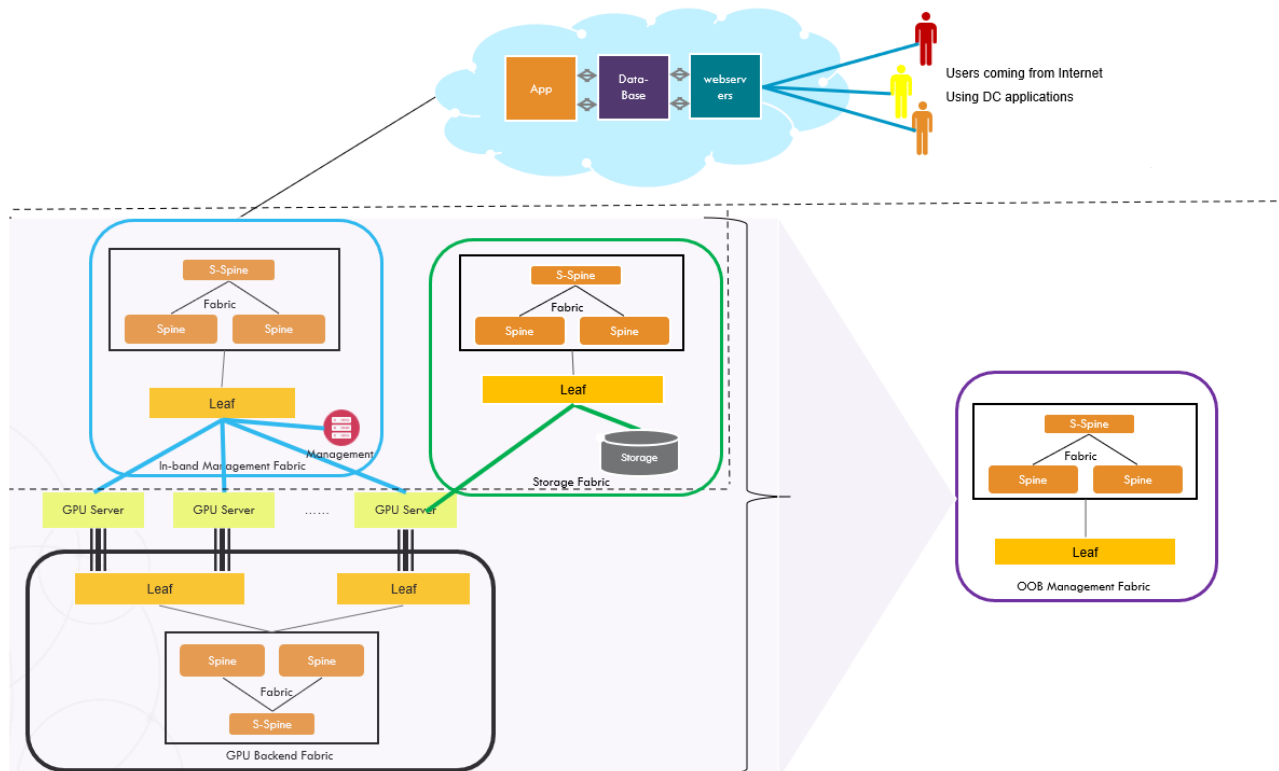 App
Data-
Base
webserv
ers
Users coming from Internet
Using DC applications
S-Spine
Fabric
Spine
Spine
Leaf
Management
In-band Management Fabric
S-Spine
Fabric
Spine
Spine
Leaf
Storage
Storage Fabric
S-Spine
Fabric
Spine
Spine
Leaf
OOB Management Fabric
GPU Server
GPU Server
......
GPU Server
Leaf
Leaf
Spine
Spine
Fabric
S-Spine
GPU Backend Fabric